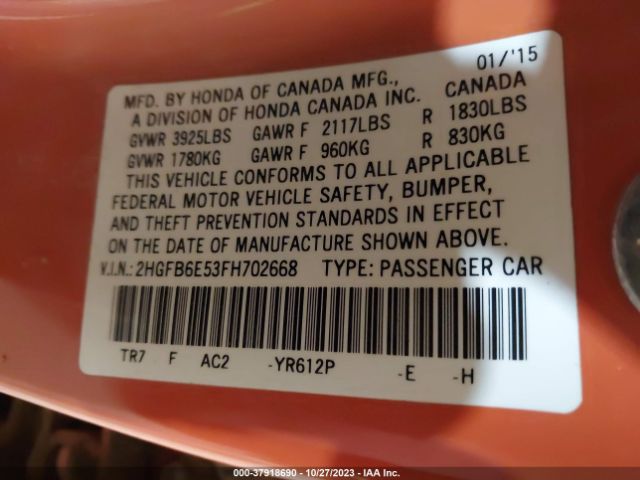 01/'15
MFD. BY HONDA OF CANADA MFG.,
A DIVISION OF HONDA CANADA INC. CANADA
GVWR 3925LBS GAWR F 2117LBS R 1830LBS
GVWR 1780KG GAWR F 960KG R 830KG
THIS VEHICLE CONFORMS TO ALL APPLICABLE
FEDERAL MOTOR VEHICLE SAFETY, BUMPER,
AND THEFT PREVENTION STANDARDS IN EFFECT
ON THE DATE OF MANUFACTURE SHOWN ABOVE.
V.I.N.: 2HGFB6E53FH702668 TYPE: PASSENGER CAR
TR7 F AC2 -YR612P -E -H
000-37918690 - 10/27/2023 - IAA Inc.